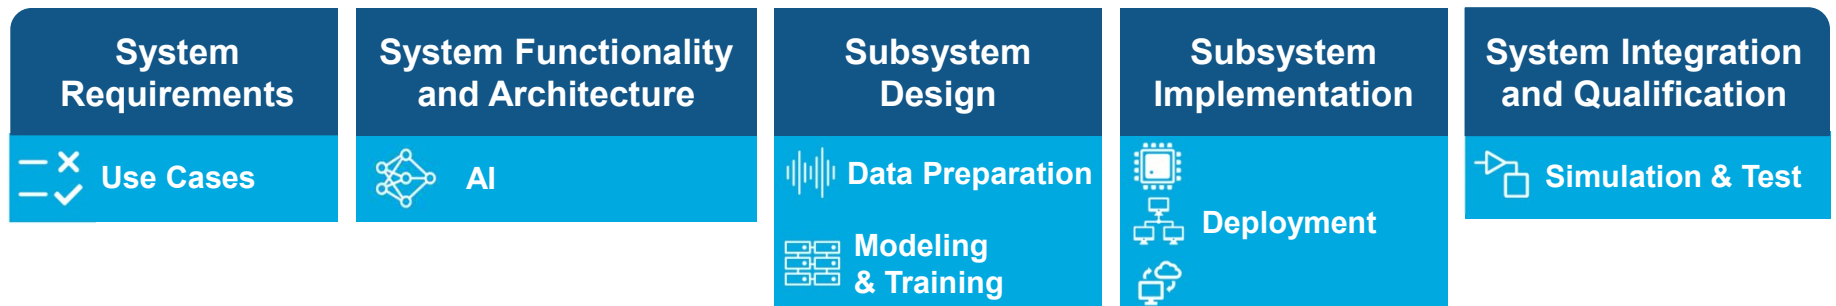 System
Requirements
Use Cases
System Functionality
and Architecture
AI
Subsystem
Design
Data Preparation
Modeling
& Training
Subsystem
Implementation
Deployment
System Integration
and Qualification
Simulation & Test